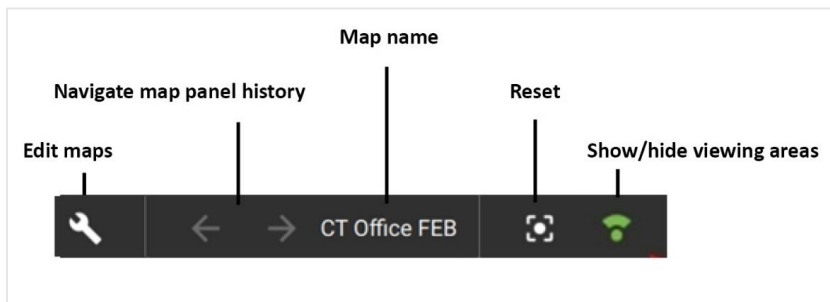 Map name
Navigate map panel history
Reset
Edit maps
Show/hide viewing areas
CT Office FEB